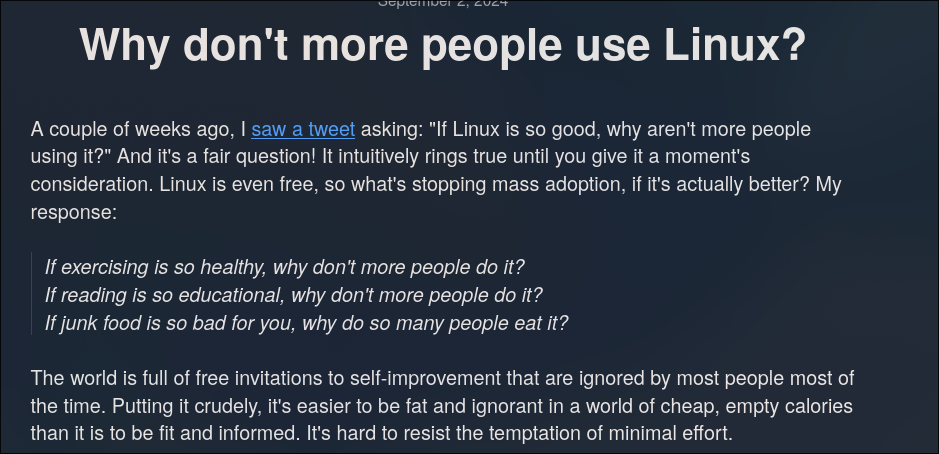 September 2, 2024
Why don't more people use Linux?
A couple of weeks ago, I saw a tweet asking: "If Linux is so good, why aren't more people
using it?" And it's a fair question! It intuitively rings true until you give it a moment's
consideration. Linux is even free, so what's stopping mass adoption, if it's actually better? My
response:
If exercising is so healthy, why don't more people do it?
If reading is so educational, why don't more people do it?
If junk food is so bad for you, why do so many people eat it?
The world is full of free invitations to self-improvement that are ignored by most people most of
the time. Putting it crudely, it's easier to be fat and ignorant in a world of cheap, empty calories
than it is to be fit and informed. It's hard to resist the temptation of minimal effort.